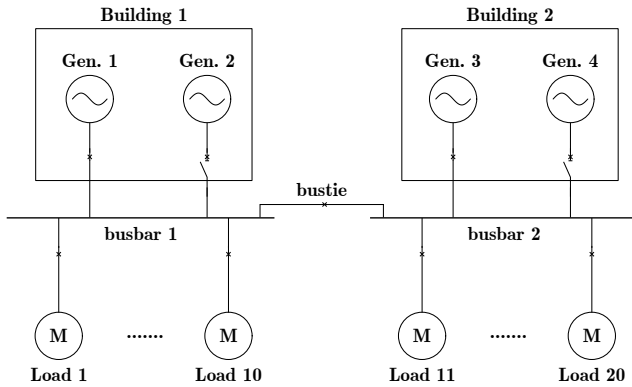 Building 1 Building 2
Gen. 1 Gen. 2 Gen. 3 Gen. 4
bustie
busbar 1 busbar 2
M ....... M M ....... M
Load 1 Load 10 Load 11 Load 20